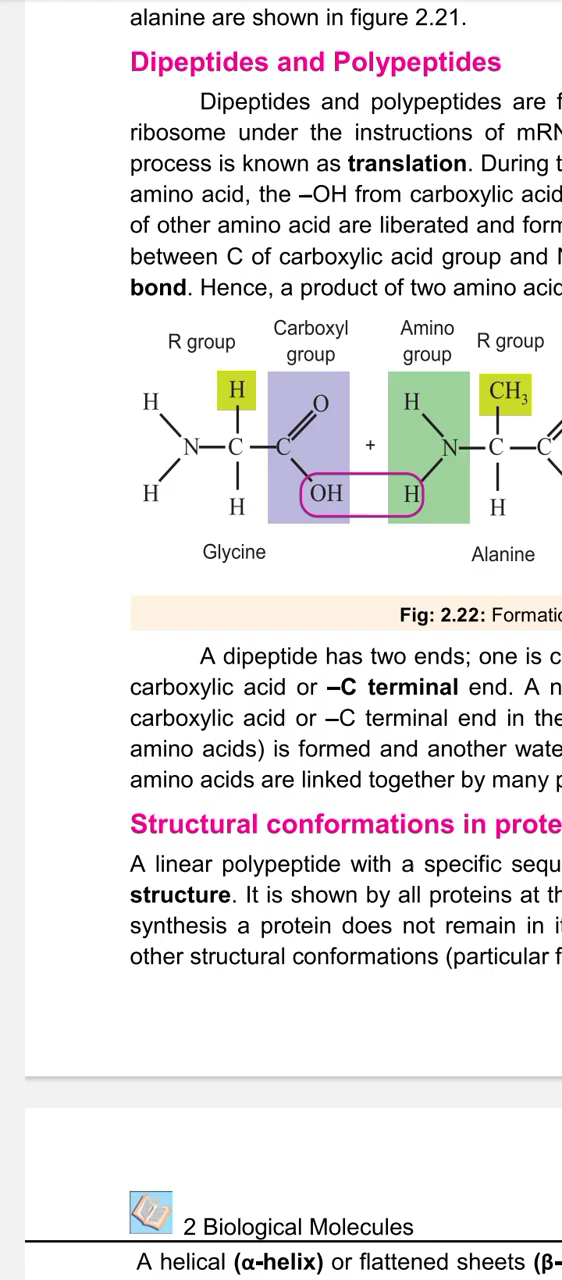 alanine are shown in figure 2.21.
Dipeptides and Polypeptides
Dipeptides and polypeptides are f
ribosome under the instructions of mRN
process is known as translation. During t
amino acid, the –OH from carboxylic acid
of other amino acid are liberated and form
between C of carboxylic acid group and N
bond. Hence, a product of two amino acid
R group
Carboxyl
group
Amino
group
R group
H H O H CH₃
N C C + N C C
H H OH H H
Glycine
Alanine
Fig: 2.22: Formatio
A dipeptide has two ends; one is c
carboxylic acid or –C terminal end. A n
carboxylic acid or –C terminal end in the
amino acids) is formed and another wate
amino acids are linked together by many p
Structural conformations in prote
A linear polypeptide with a specific sequ
structure. It is shown by all proteins at th
synthesis a protein does not remain in it
other structural conformations (particular f
2 Biological Molecules
A helical (α-helix) or flattened sheets (β-